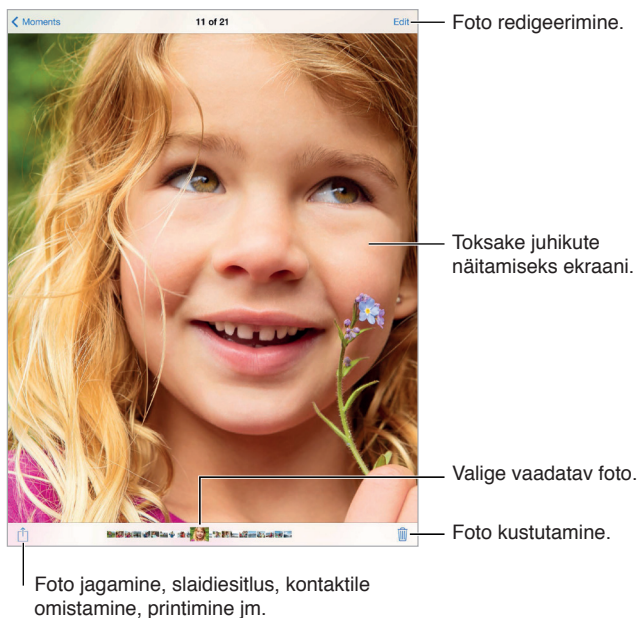 Moments 11 of 21 Edit
Foto redigeerimine.
Toksake juhikute
näitamiseks ekraani.
Valige vaadatav foto.
Foto kustutamine.
Foto jagamine, slaidiesitlus, kontaktile
omistamine, printimine jm.